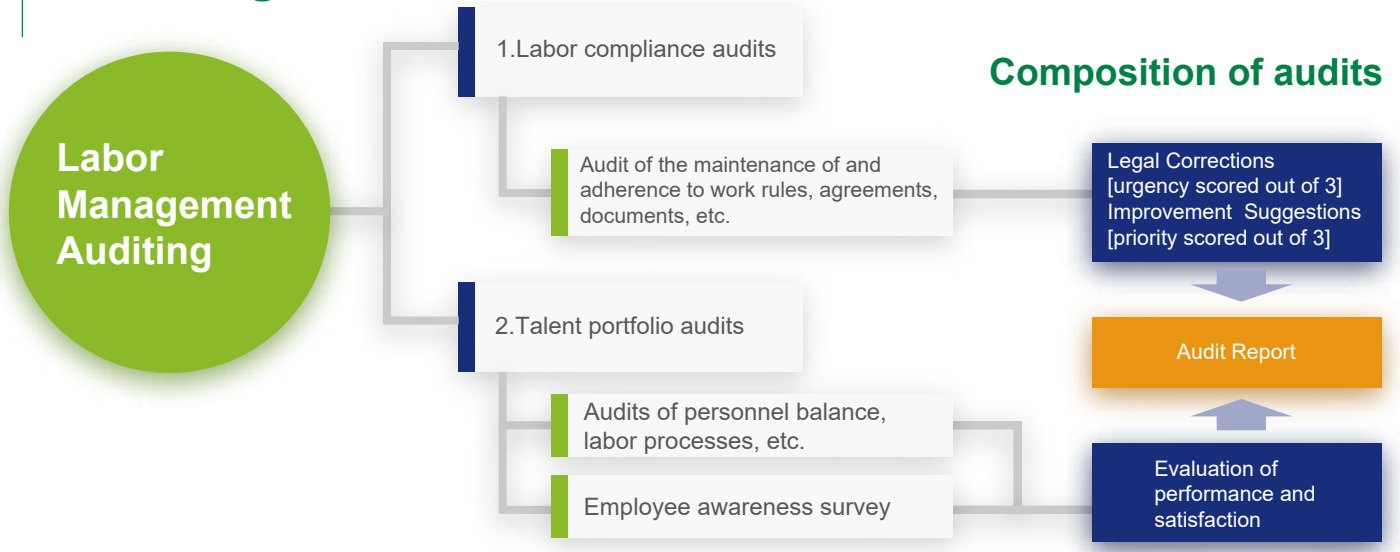 1.Labor compliance audits
Composition of audits
Labor
Management
Auditing
Audit of the maintenance of and
adherence to work rules, agreements,
documents, etc.
Legal Corrections
[urgency scored out of 3]
Improvement Suggestions
[priority scored out of 3]
2.Talent portfolio audits
Audit Report
Audits of personnel balance,
labor processes, etc.
Employee awareness survey
Evaluation of
performance and
satisfaction